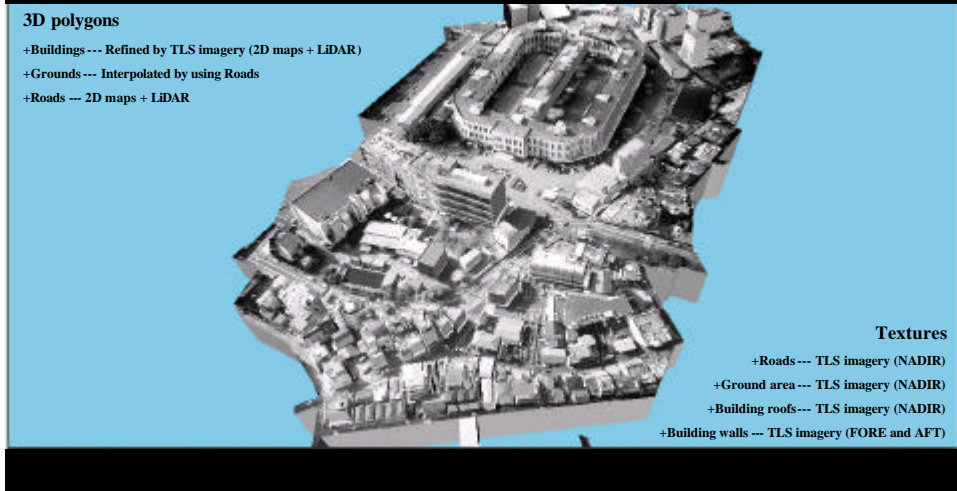 3D polygons
+Buildings --- Refined by TLS imagery (2D maps + LiDAR)
+Grounds --- Interpolated by using Roads
+Roads --- 2D maps + LiDAR
Textures
+Roads --- TLS imagery (NADIR)
+Ground area --- TLS imagery (NADIR)
+Building roofs--- TLS imagery (NADIR)
+Building walls --- TLS imagery (FORE and AFT)